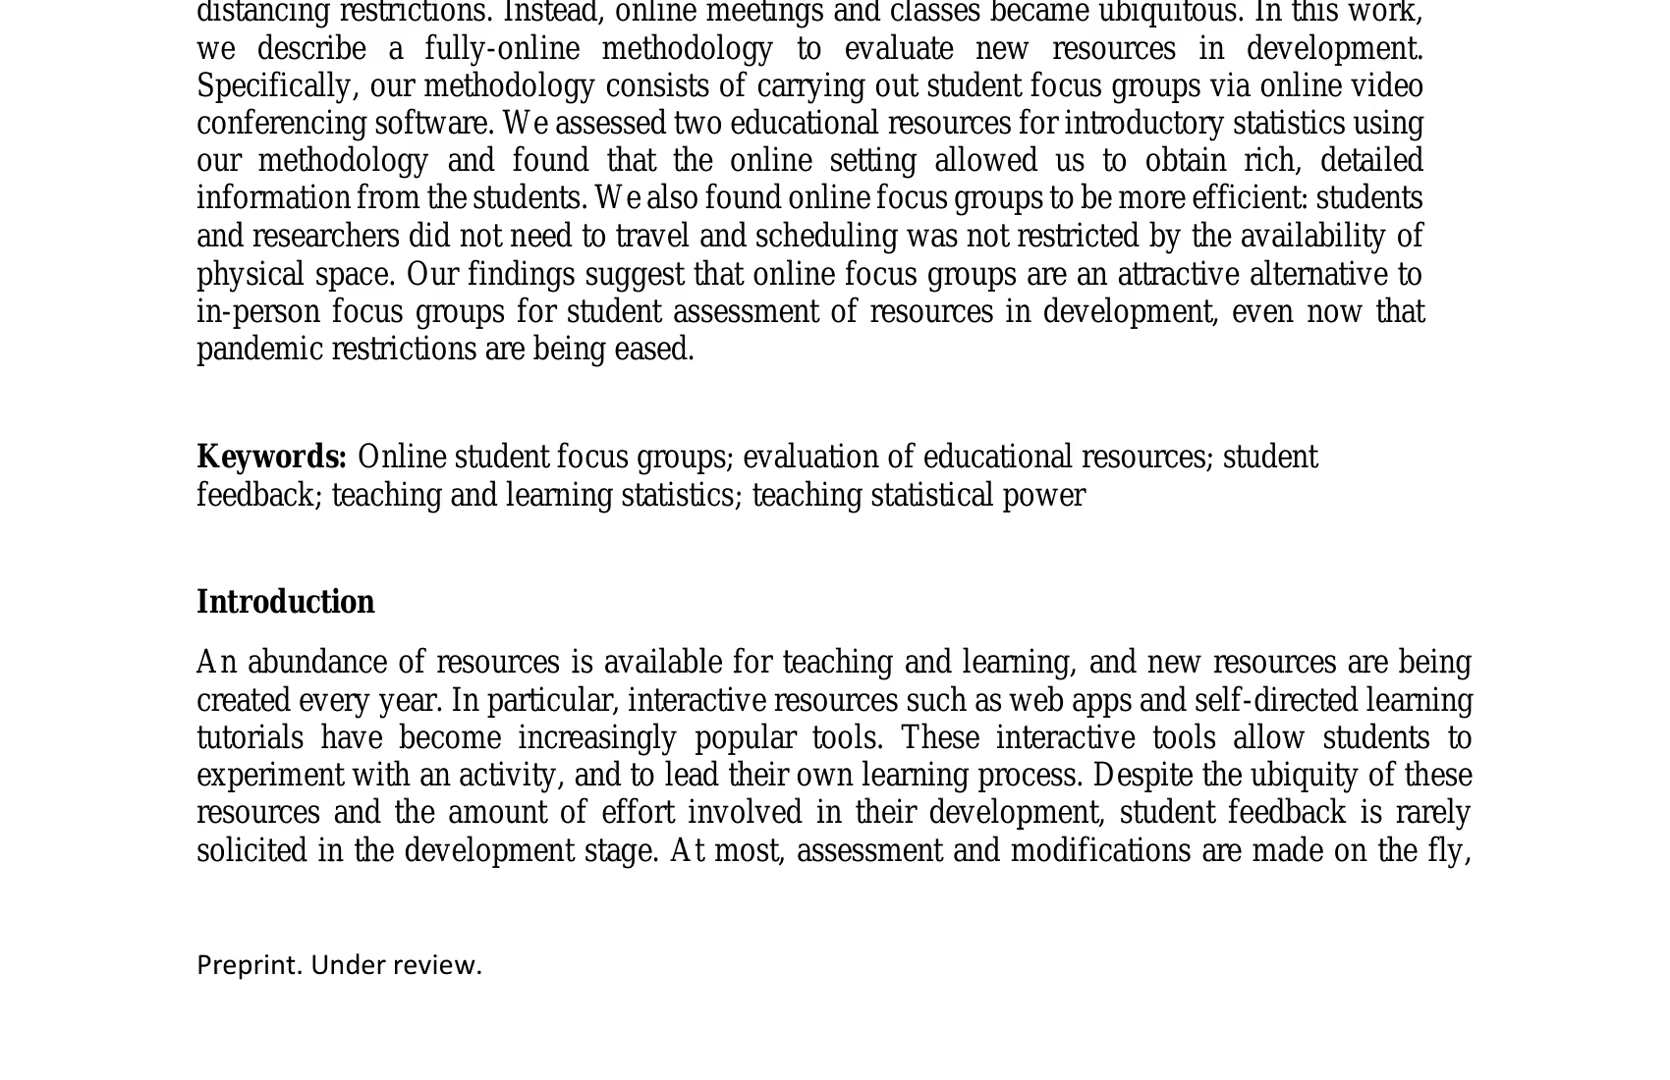 distancing restrictions. Instead, online meetings and classes became ubiquitous. In this work,
we describe a fully-online methodology to evaluate new resources in development.
Specifically, our methodology consists of carrying out student focus groups via online video
conferencing software. We assessed two educational resources for introductory statistics using
our methodology and found that the online setting allowed us to obtain rich, detailed
information from the students. We also found online focus groups to be more efficient: students
and researchers did not need to travel and scheduling was not restricted by the availability of
physical space. Our findings suggest that online focus groups are an attractive alternative to
in-person focus groups for student assessment of resources in development, even now that
pandemic restrictions are being eased.
Keywords: Online student focus groups; evaluation of educational resources; student
feedback; teaching and learning statistics; teaching statistical power
Introduction
An abundance of resources is available for teaching and learning, and new resources are being
created every year. In particular, interactive resources such as web apps and self-directed learning
tutorials have become increasingly popular tools. These interactive tools allow students to
experiment with an activity, and to lead their own learning process. Despite the ubiquity of these
resources and the amount of effort involved in their development, student feedback is rarely
solicited in the development stage. At most, assessment and modifications are made on the fly,
Preprint. Under review.